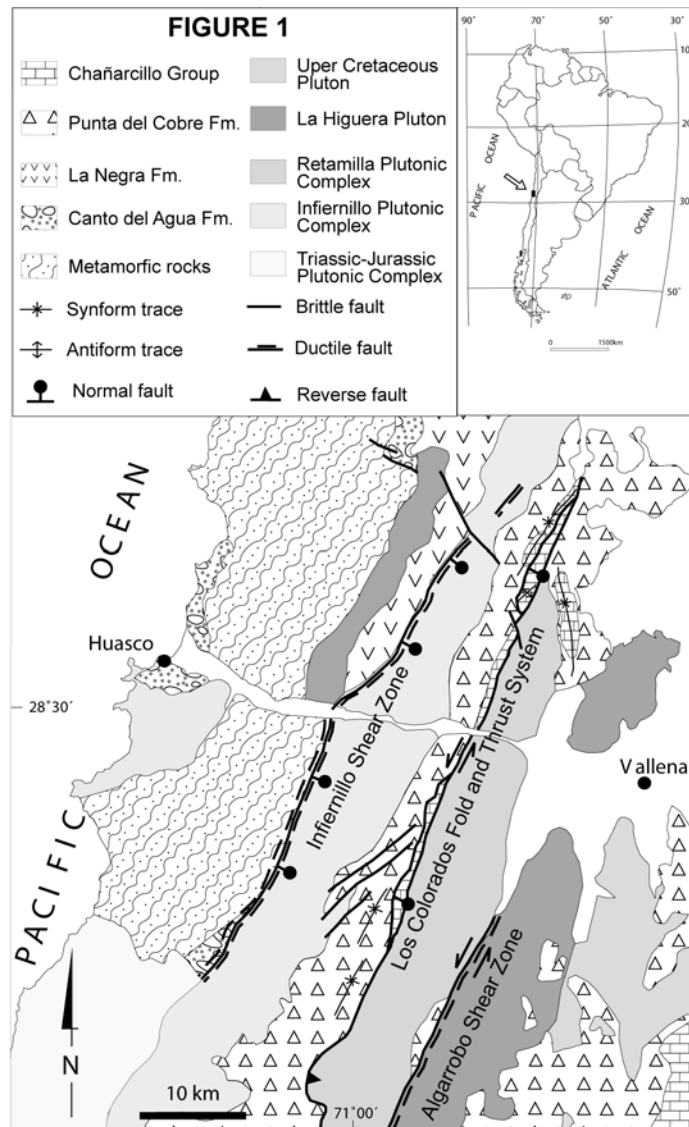 FIGURE 1
Chañarcillo Group
Punta del Cobre Fm.
La Negra Fm.
Canto del Agua Fm.
Metamorfic rocks
Synform trace
Antiform trace
Normal fault
Uper Cretaceous
Pluton
La Higuera Pluton
Retamilla Plutonic
Complex
Infiernillo Plutonic
Complex
Triassic-Jurassic
Plutonic Complex
Brittle fault
Ductile fault
Reverse fault
90° 70° 50° 30°
10°
20°
30°
50°
PACIFIC OCEAN
ATLANTIC OCEAN
0 1500km
OCEAN
PACIFIC
Huasco
28°30'
Vallena
Infiernillo Shear Zone
Los Colorados Fold and Thrust System
Algarrobo Shear Zone
N
10 km
71°00'